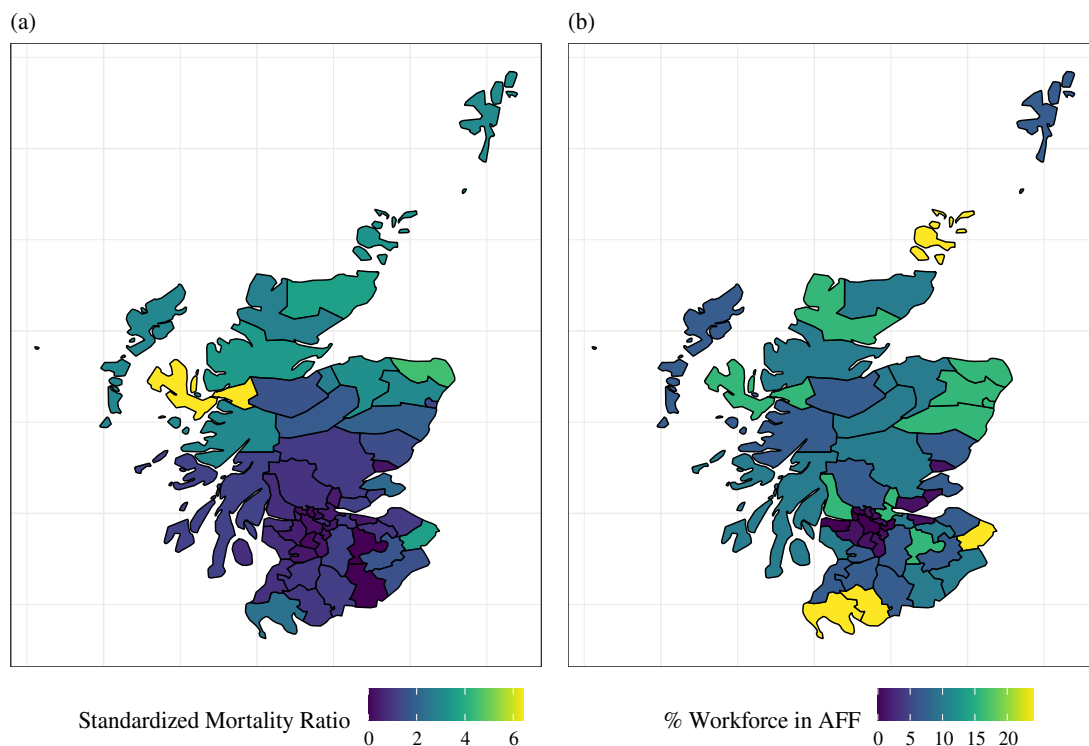 (a)
(b)
Standardized Mortality Ratio
0 2 4 6
% Workforce in AFF
0 5 10 15 20